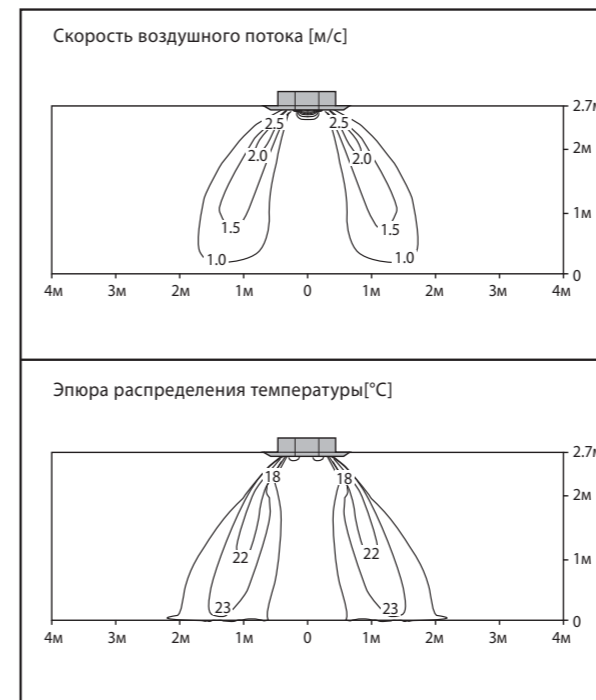 Скорость воздушного потока [м/с]
2.7м
2.5 2.5
2м
2.0 2.0
1м
1.5 1.5
1.0 1.0
0
4м 3м 2м 1м 0 1м 2м 3м 4м
Эпюра распределения температуры[°C]
2.7м
18 18
2м
22 22
1м
23 23
0
4м 3м 2м 1м 0 1м 2м 3м 4м